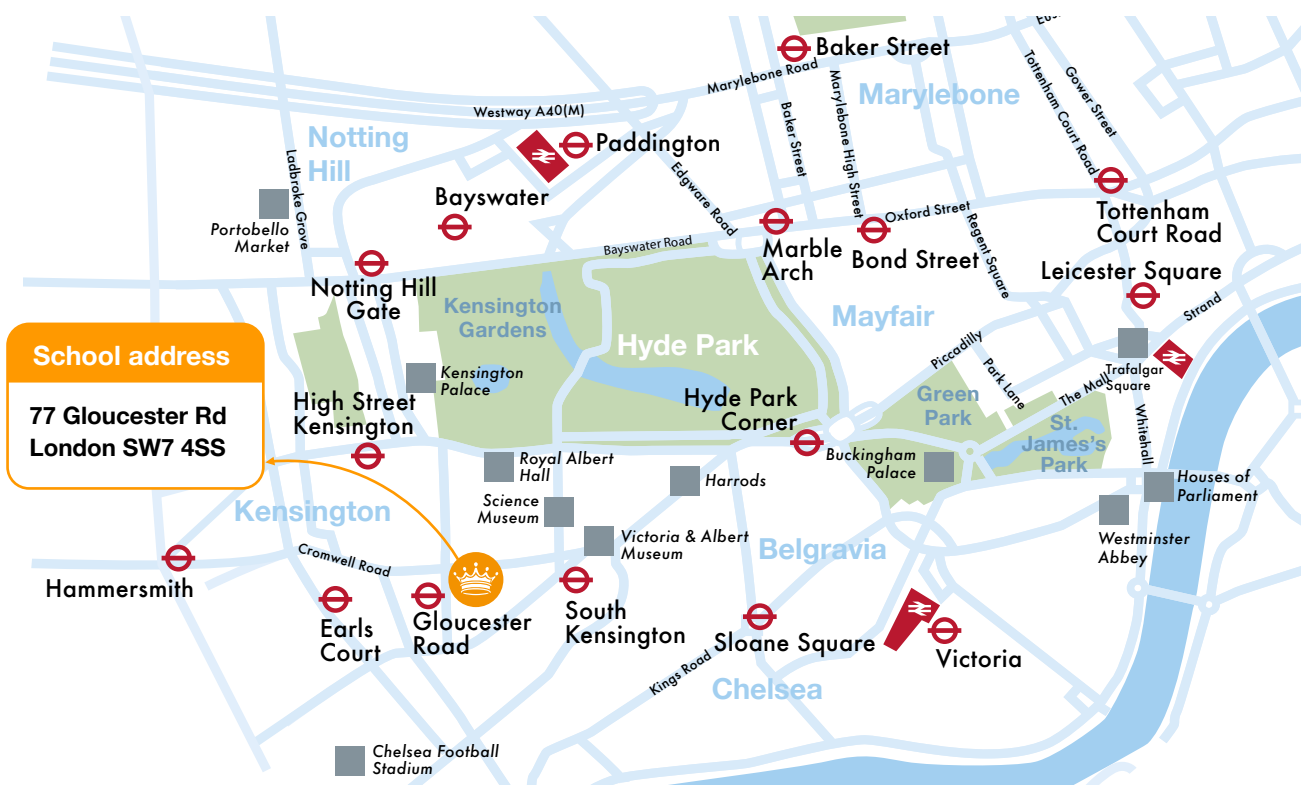 Eus
Baker Street
Marylebone Road
Marylebone
Tottenham Court Road
Gower Street
Westway A40(M)
Baker Street
Marylebone High Street
Notting
Hill
Ladbroke Grove
Paddington
Edgware Road
Bayswater
Portobello
Market
Oxford Street
Regent Square
Tottenham
Court Road
Bayswater Road
Marble
Arch
Bond Street
Leicester Square
Notting Hill
Gate
Kensington
Gardens
Mayfair
Strand
Hyde Park
Piccadilly
School address
77 Gloucester Rd
London SW7 4SS
Kensington
Palace
Park Lane
The Mall
Trafalgar
Square
High Street
Kensington
Hyde Park
Corner
Green
Park
St.
James's
Park
Whitehall
Royal Albert
Hall
Harrods
Buckingham
Palace
Houses of
Parliament
Kensington
Science
Museum
Victoria & Albert
Museum
Belgravia
Westminster
Abbey
Cromwell Road
Hammersmith
Earls
Court
Gloucester
Road
South
Kensington
Sloane Square
Victoria
Kings Road
Chelsea
Chelsea Football
Stadium